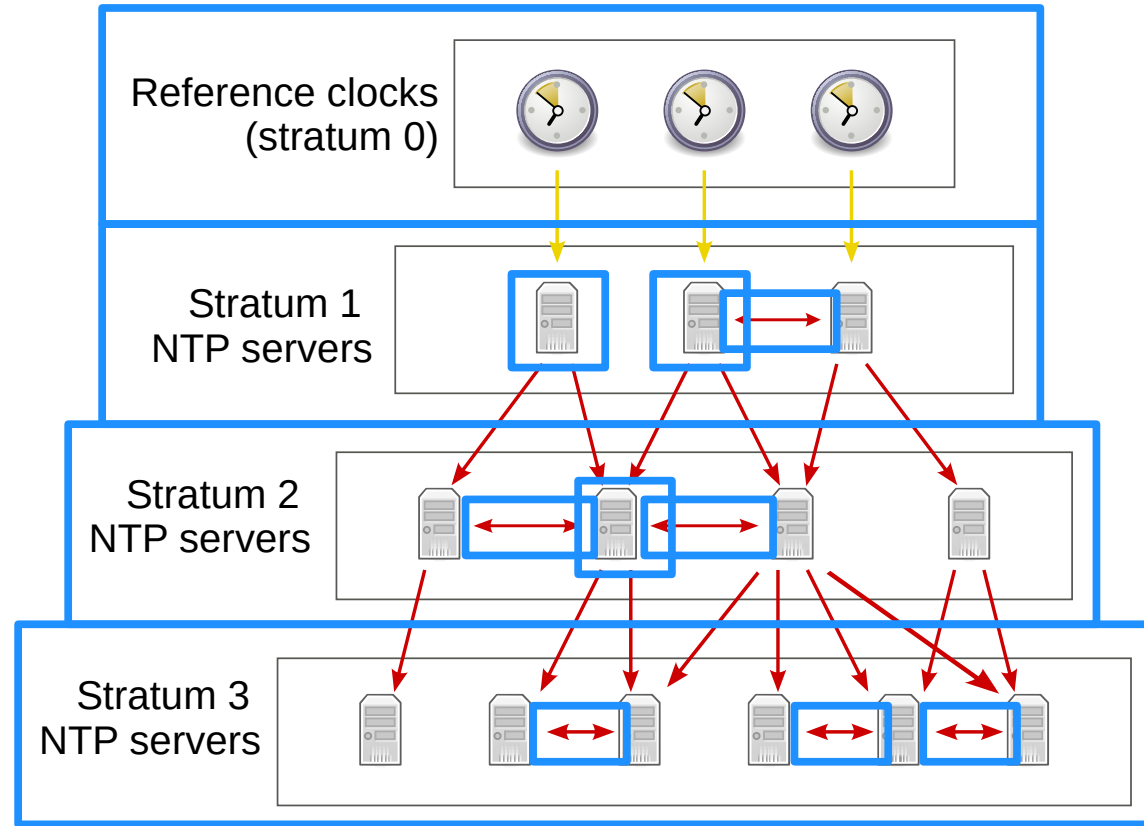 Reference clocks
(stratum 0)
Stratum 1
NTP servers
Stratum 2
NTP servers
Stratum 3
NTP servers